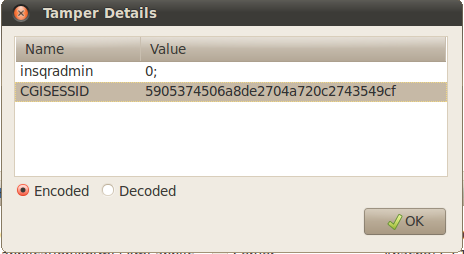 Tamper Details
Name Value
insqradmin 0;
CGISESSID 5905374506a8de2704a720c2743549cf
Encoded Decoded
OK